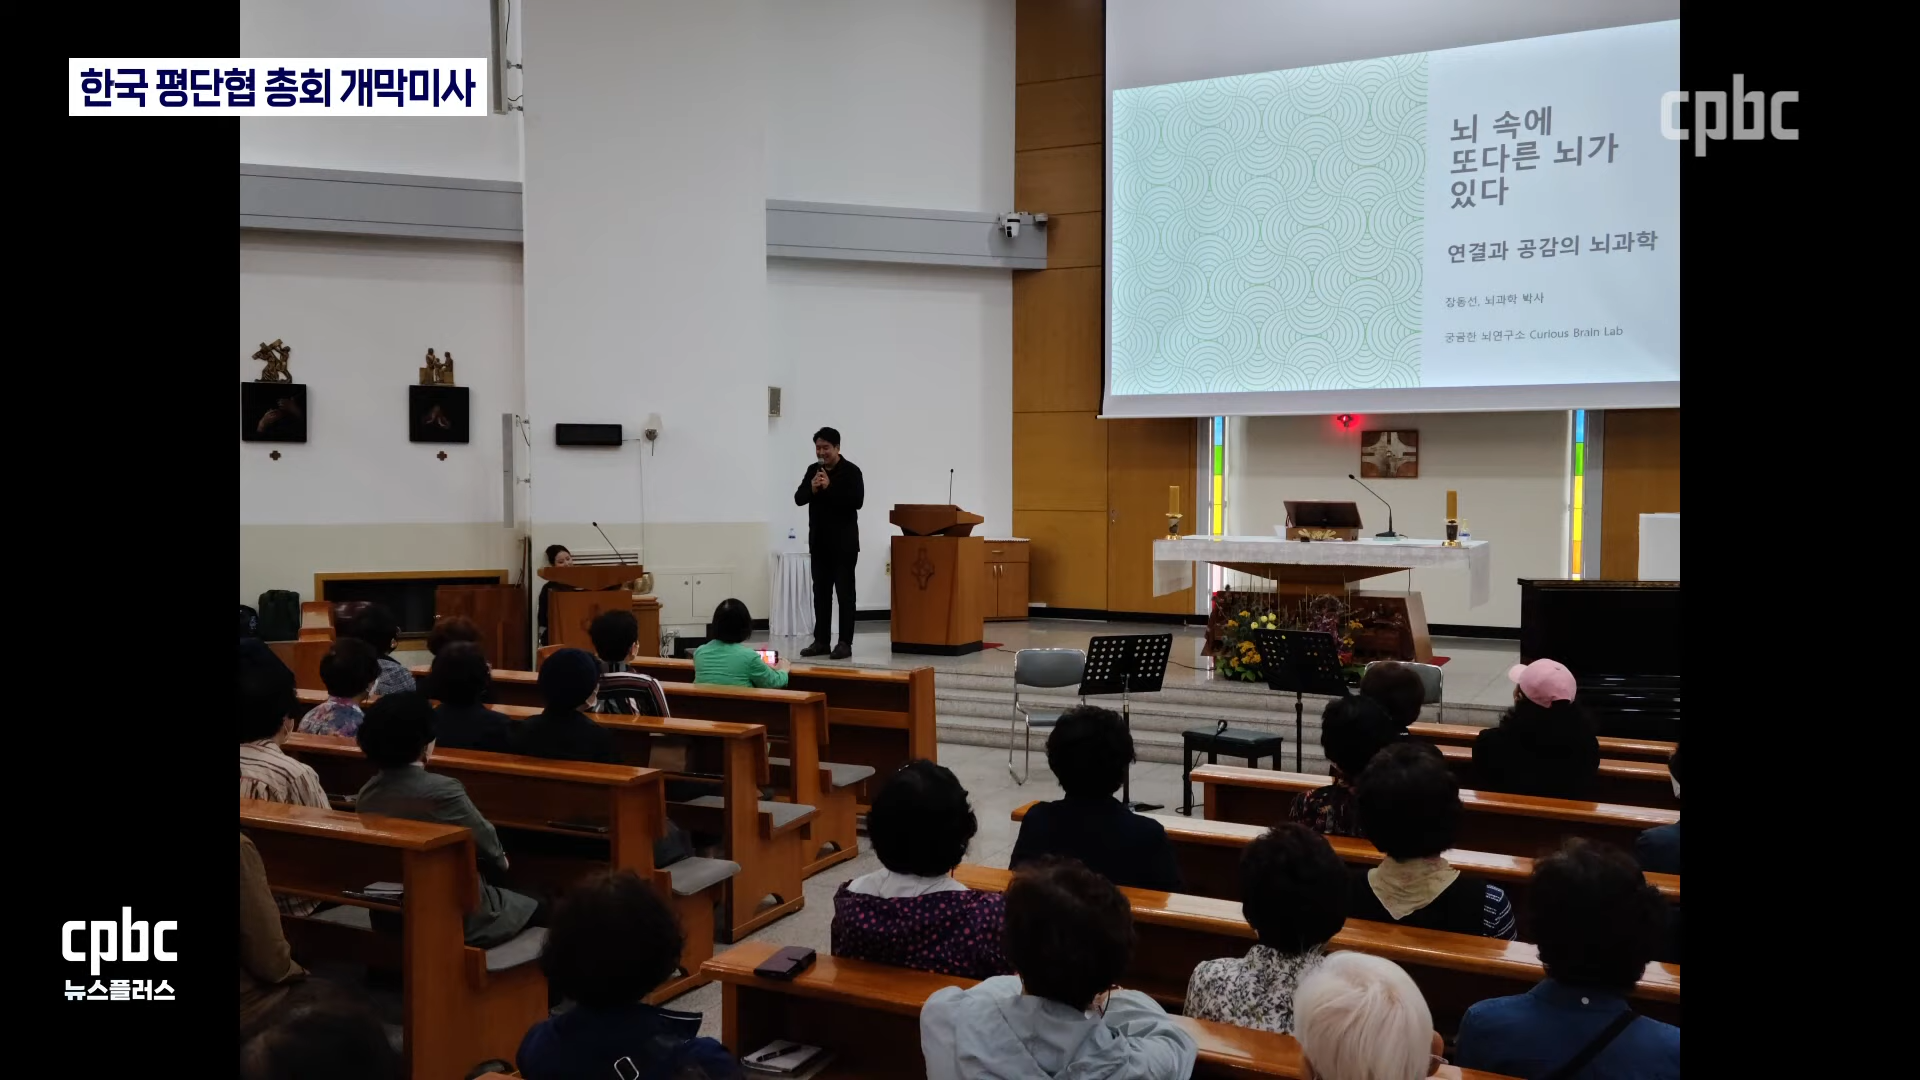 한국 평단협 총회 개막미사
cpbc
뇌 속에
또다른 뇌가
있다
연결과 공감의 뇌과학
장동선, 뇌과학 박사
궁금한 뇌연구소 Curious Brain Lab
cpbc
뉴스플러스